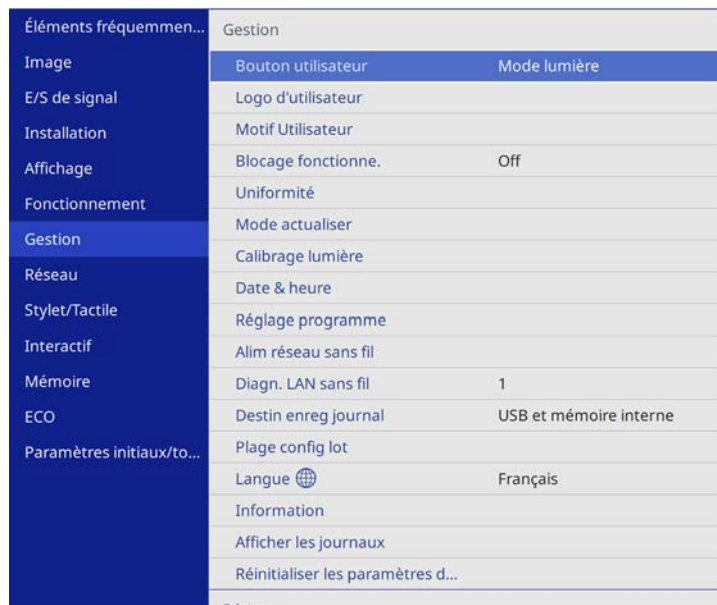 Éléments fréquemmen...
Image
E/S de signal
Installation
Affichage
Fonctionnement
Gestion
Réseau
Stylet/Tactile
Interactif
Mémoire
ECO
Paramètres initiaux/to...
Gestion
Bouton utilisateur Mode lumière
Logo d'utilisateur
Motif Utilisateur
Blocage fonctionne. Off
Uniformité
Mode actualiser
Calibrage lumière
Date & heure
Réglage programme
Alim réseau sans fil
Diagn. LAN sans fil 1
Destin enreg journal USB et mémoire interne
Plage config lot
Langue Français
Information
Afficher les journaux
Réinitialiser les paramètres d...